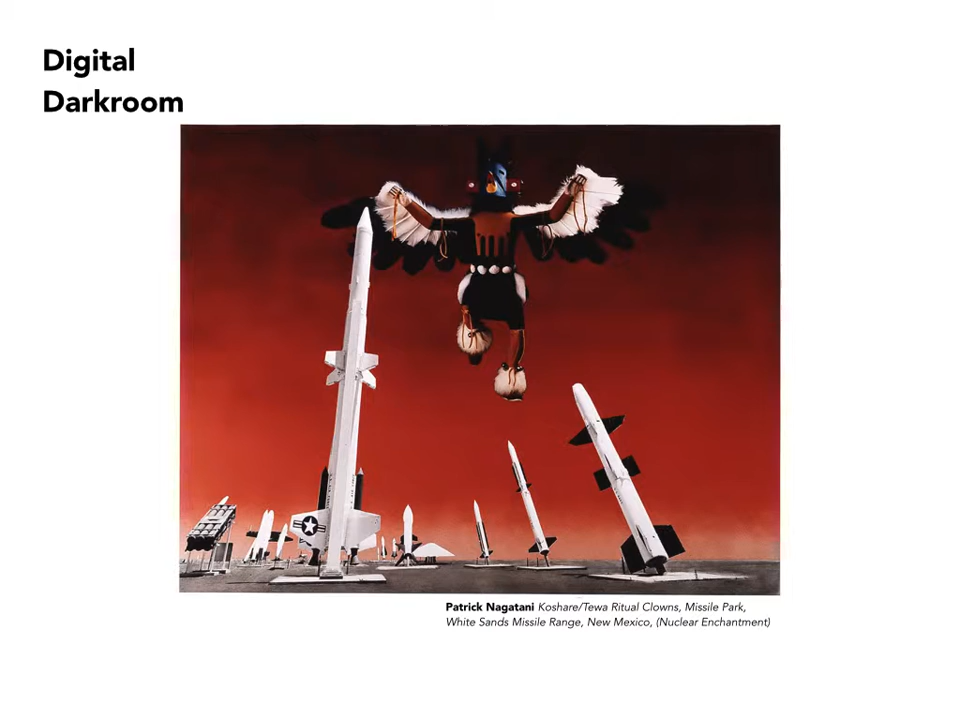 Digital
Darkroom
Patrick Nagatani Koshare/Tewa Ritual Clowns, Missile Park,
White Sands Missile Range, New Mexico, (Nuclear Enchantment)